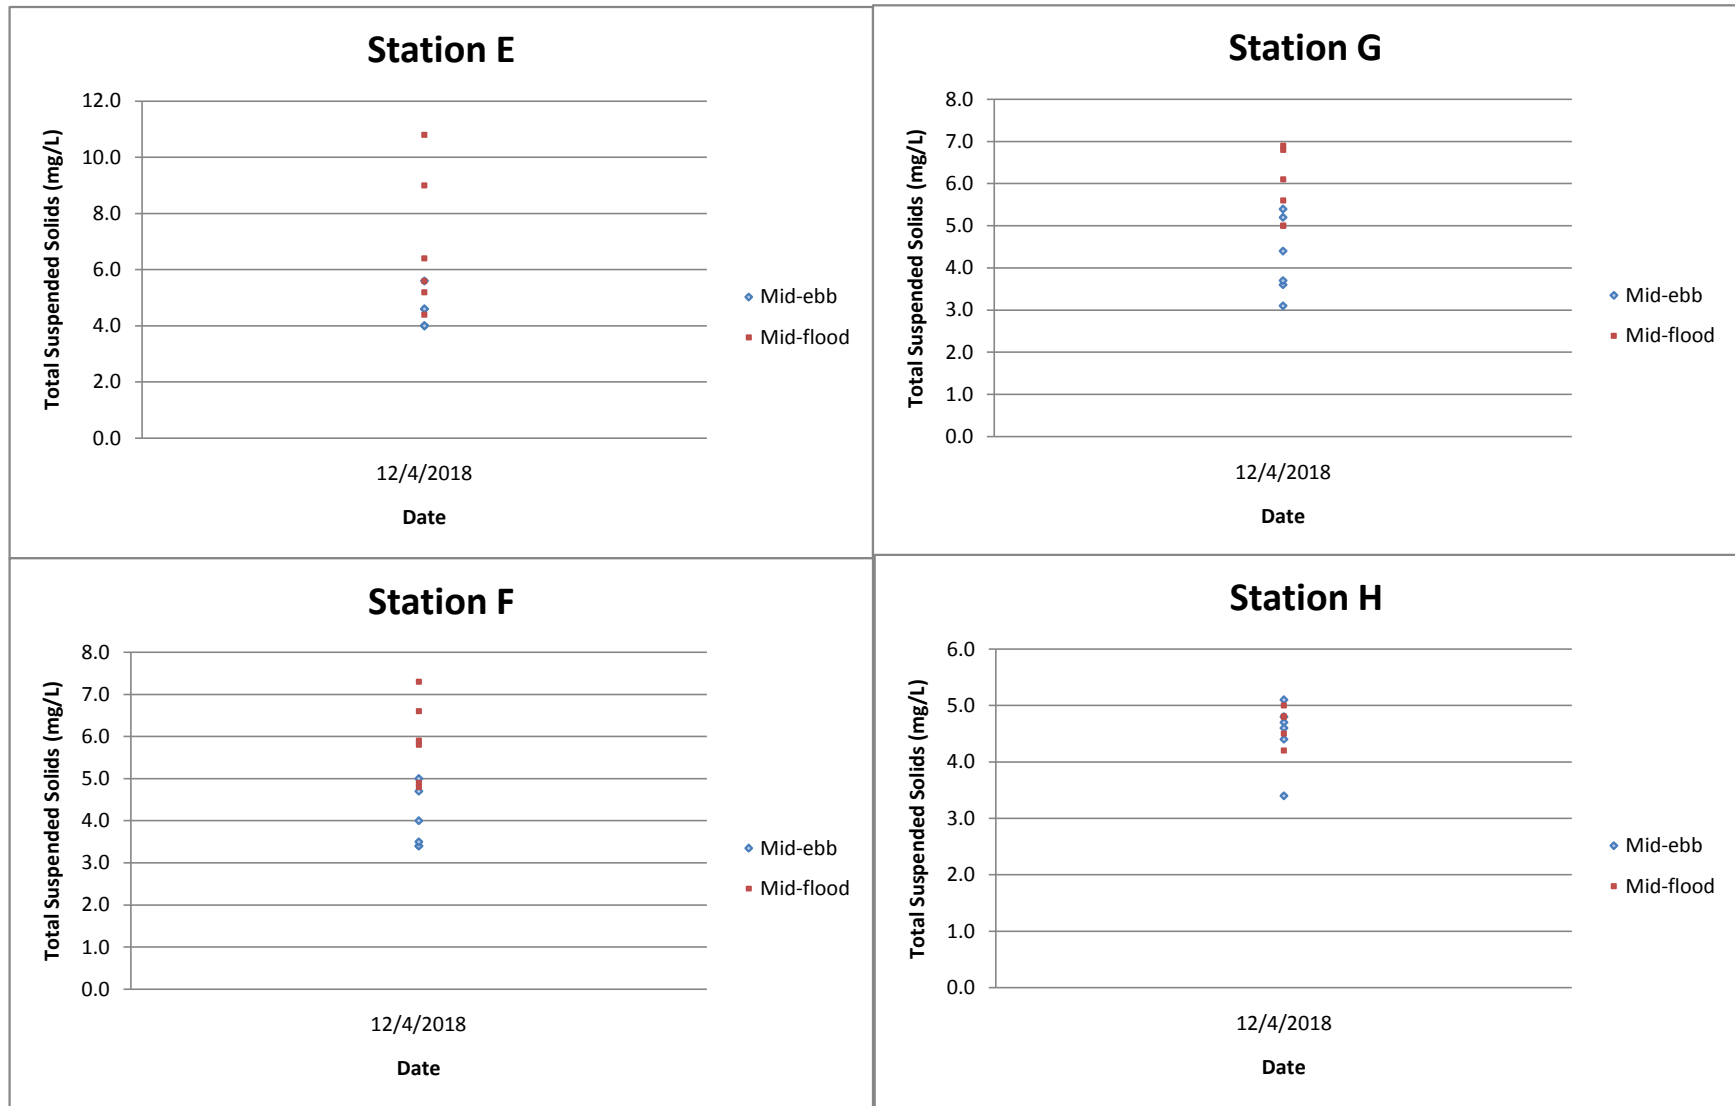 Station E
Total Suspended Solids (mg/L)
12.0
10.0
8.0
6.0
4.0
2.0
0.0
12/4/2018
Date
Mid-ebb
Mid-flood
Station G
Total Suspended Solids (mg/L)
8.0
7.0
6.0
5.0
4.0
3.0
2.0
1.0
0.0
12/4/2018
Date
Mid-ebb
Mid-flood
Station F
Total Suspended Solids (mg/L)
8.0
7.0
6.0
5.0
4.0
3.0
2.0
1.0
0.0
12/4/2018
Date
Mid-ebb
Mid-flood
Station H
Total Suspended Solids (mg/L)
6.0
5.0
4.0
3.0
2.0
1.0
0.0
12/4/2018
Date
Mid-ebb
Mid-flood